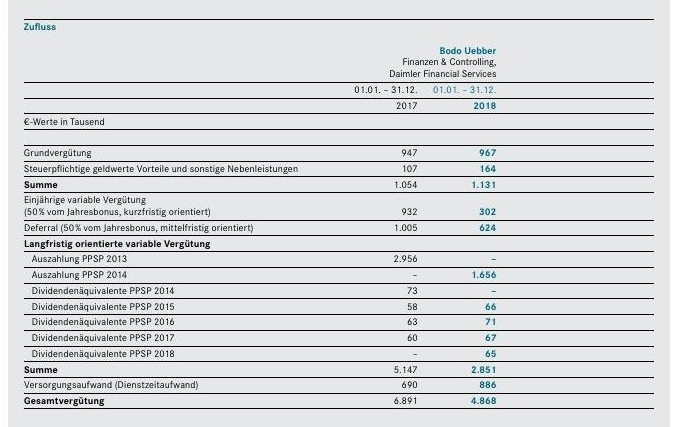 Zufluss
Bodo Uebber
Finanzen & Controlling,
Daimler Financial Services
01.01. – 31.12. 01.01. – 31.12.
2017 2018
€-Werte in Tausend
Grundvergütung 947 967
Steuerpflichtige geldwerte Vorteile und sonstige Nebenleistungen 107 164
Summe 1.054 1.131
Einjährige variable Vergütung
(50 % vom Jahresbonus, kurzfristig orientiert) 932 302
Deferral (50 % vom Jahresbonus, mittelfristig orientiert) 1.005 624
Langfristig orientierte variable Vergütung
Auszahlung PPSP 2013 2.956 –
Auszahlung PPSP 2014 – 1.656
Dividendenäquivalente PPSP 2014 73 –
Dividendenäquivalente PPSP 2015 58 66
Dividendenäquivalente PPSP 2016 63 71
Dividendenäquivalente PPSP 2017 60 67
Dividendenäquivalente PPSP 2018 – 65
Summe 5.147 2.851
Versorgungsaufwand (Dienstzeitaufwand) 690 886
Gesamtvergütung 6.891 4.868